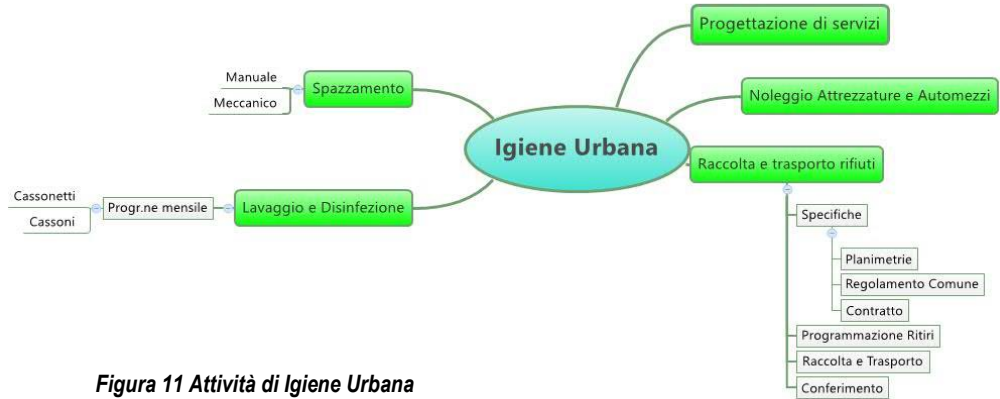 Igiene Urbana
Progettazione di servizi
Noleggio Attrezzature e Automezzi
Raccolta e trasporto rifiuti
Specifiche
Planimetrie
Regolamento Comune
Contratto
Programmazione Ritiri
Raccolta e Trasporto
Conferimento
Spazzamento
Manuale
Meccanico
Lavaggio e Disinfezione
Progr.ne mensile
Cassonetti
Cassoni
Figura 11 Attività di Igiene Urbana